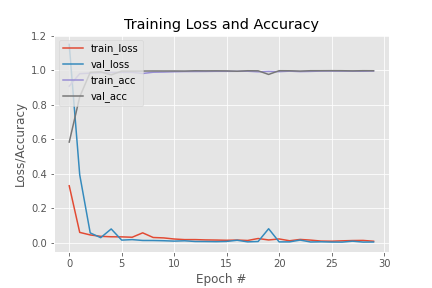 Training Loss and Accuracy
1.2
1.0
0.8
0.6
0.4
0.2
0.0
Loss/Accuracy
train_loss
val_loss
train_acc
val_acc
0 5 10 15 20 25 30
Epoch #